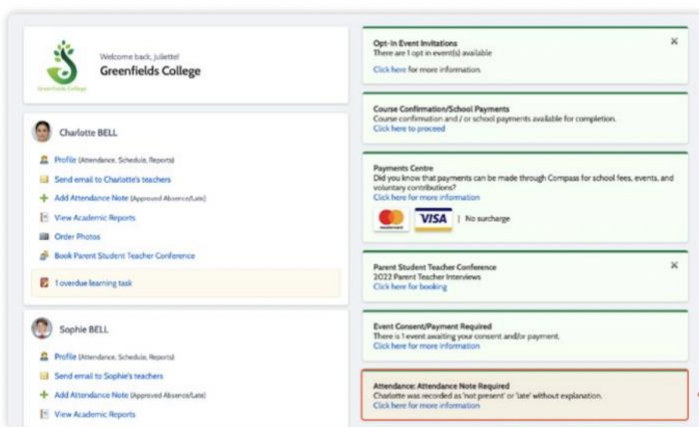 Welcome back, Juliette!
Greenfields College
Greenfields College
Charlotte BELL
Profile (Attendance, Schedule, Reports)
Send email to Charlotte's teachers
Add Attendance Note (Approved Absence/Late)
View Academic Reports
Order Photos
Book Parent Student Teacher Conference
1 overdue learning task
Sophie BELL
Profile (Attendance, Schedule, Reports)
Send email to Sophie's teachers
Add Attendance Note (Approved Absence/Late)
View Academic Reports
Opt-in Event Invitations
There are 1 opt in event(s) available
Click here for more information.
Course Confirmation/School Payments
Course confirmation and / or school payments available for completion.
Click here to proceed
Payments Centre
Did you know that payments can be made through Compass for school fees, events, and
voluntary contributions?
Click here for more information
mastercard VISA | No surcharge
Parent Student Teacher Conference
2022 Parent Teacher Interviews
Click here for booking
Event Consent/Payment Required
There is 1 event awaiting your consent and/or payment.
Click here for more information
Attendance: Attendance Note Required
Charlotte was recorded as 'not present' or 'late' without explanation.
Click here for more information